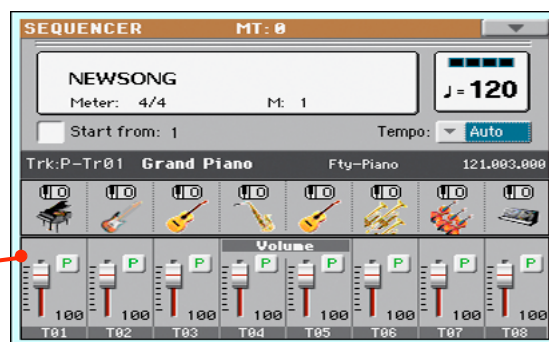 SEQUENCER MT: 0
NEWSONG
Meter: 4/4 M: 1
♩=120
Start from: 1 Tempo: Auto
Trk:P-Tr01 Grand Piano Fty-Piano 121.003.000
Volume
P P P P P P P P
100 100 100 100 100 100 100 100
T01 T02 T03 T04 T05 T06 T07 T08